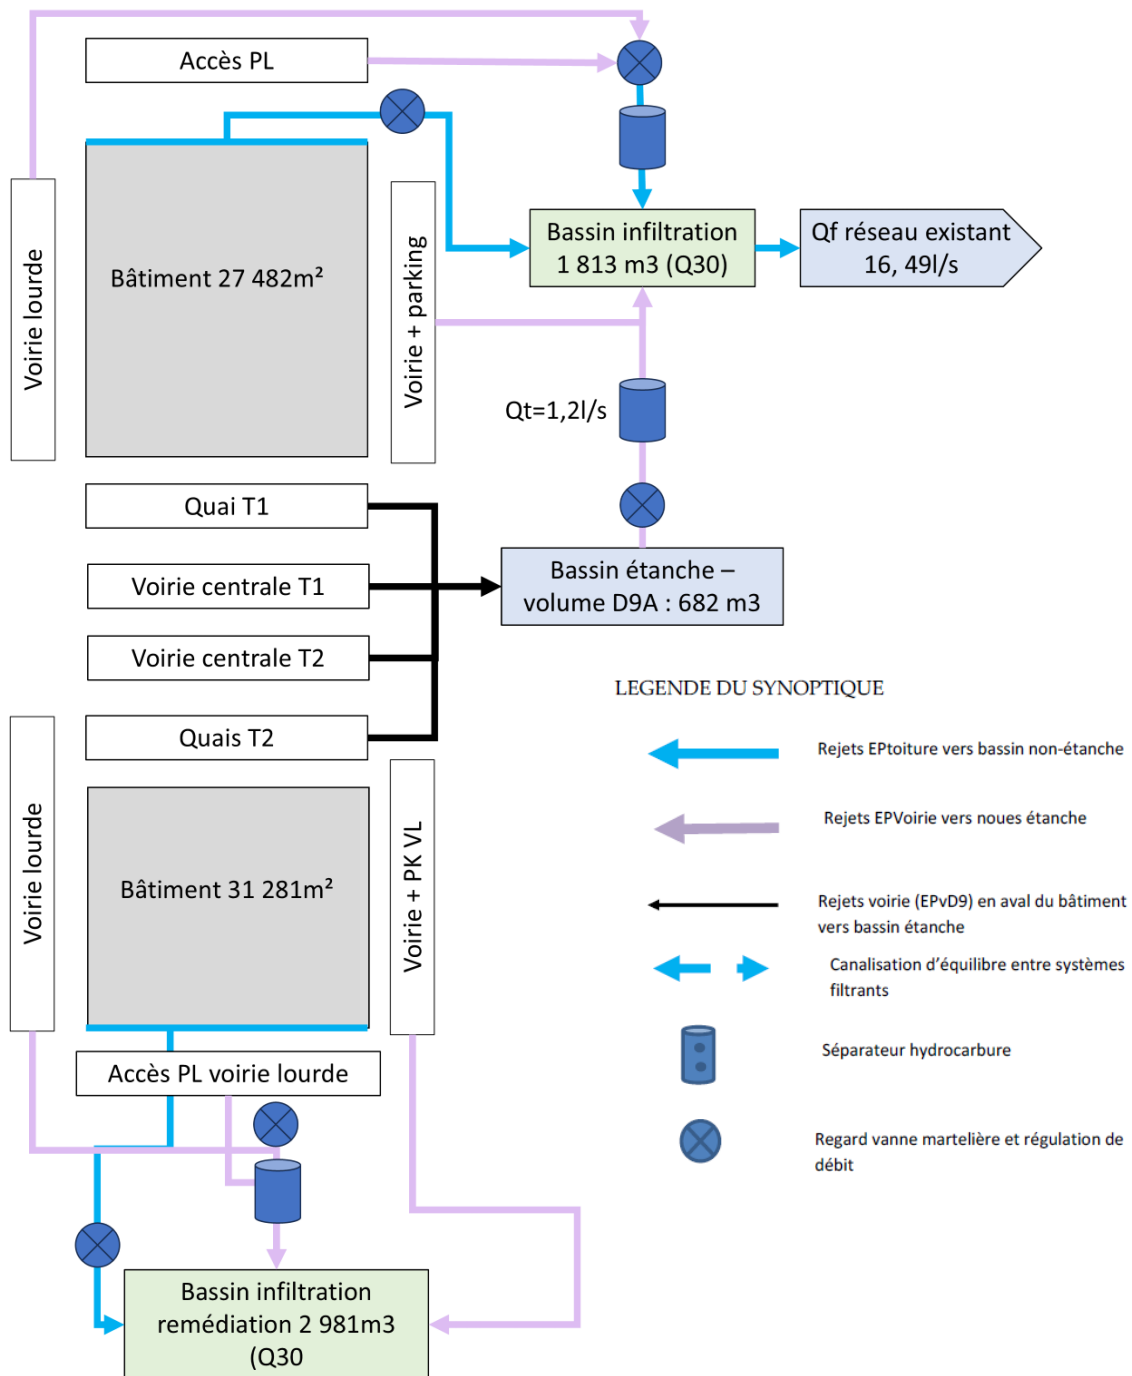 Accès PL
Voirie lourde
Bâtiment 27 482m²
Voirie + parking
Bassin infiltration
1 813 m3 (Q30)
Qf réseau existant
16, 49l/s
Qt=1,2l/s
Quai T1
Voirie centrale T1
Voirie centrale T2
Quais T2
Bassin étanche –
volume D9A : 682 m3
Voirie lourde
Bâtiment 31 281m²
Voirie + PK VL
Accès PL voirie lourde
Bassin infiltration
remédiation 2 981m3
(Q30
LEGENDE DU SYNOPTIQUE
Rejets EPtoiture vers bassin non-étanche
Rejets EPVoirie vers noues étanche
Rejets voirie (EPvD9) en aval du bâtiment
vers bassin étanche
Canalisation d'équilibre entre systèmes
filtrants
Séparateur hydrocarbure
Regard vanne martelière et régulation de
débit